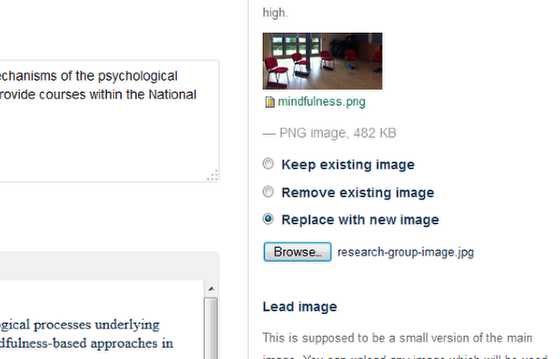 echanisms of the psychological
rovide courses within the National
ogical processes underlying
dfulness-based approaches in
high.
mindfulness.png
— PNG image, 482 KB
Keep existing image
Remove existing image
Replace with new image
Browse... research-group-image.jpg
Lead image
This is supposed to be a small version of the main
image. You can upload any image which will be used